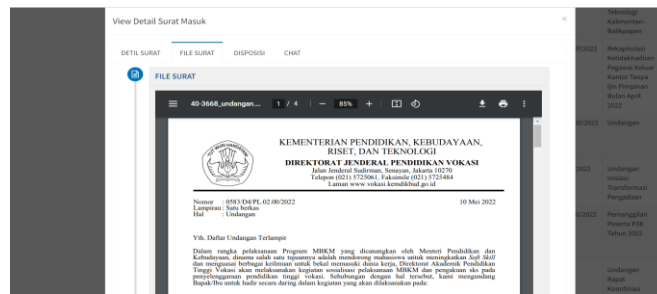 View Detail Surat Masuk
×
DETIL SURAT
FILE SURAT
DISPOSISI
CHAT
FILE SURAT
40-3668_undangan...
1 / 4
85%
KEMENTERIAN PENDIDIKAN, KEBUDAYAAN,
RISET, DAN TEKNOLOGI
DIREKTORAT JENDERAL PENDIDIKAN VOKASI
Jalan Jenderal Sudirman, Senayan, Jakarta 10270
Telepon (021) 5725061, Faksimile (021) 5725484
Laman www.vokasi.kemdikbud.go.id
Nomor : 0583/D4/PL.02.00/2022 10 Mei 2022
Lampiran : Satu berkas
Hal : Undangan
Yth. Daftar Undangan Terlampir
Dalam rangka pelaksanaan Program MBKM yang dicanangkan oleh Menteri Pendidikan dan
Kebudayaan, dimana salah satu tujuannya adalah mendorong mahasiswa untuk meningkatkan Soft Skill
dan menguasai berbagai keilmuan untuk bekal memasuki dunia kerja, Direktorat Akademik Pendidikan
Tinggi Vokasi akan melaksanakan kegiatan sosialisasi pelaksanaan MBKM dan pengakuan sks pada
penyelenggaraan pendidikan tinggi vokasi. Sehubungan dengan hal tersebut, kami mengundang
Bapak/Ibu untuk hadir secara daring dalam kegiatan yang akan dilaksanakan pada:
Teknologi
Kalimantan
Balikpapan
/2022
Rekapitulasi
Ketidakhadiran
Pegawai Keluar
Kantor Tanpa
Ijin Pimpinan
Bulan April
2022
/2022
Undangan
2022
Undangan
Inisiasi
Transformasi
Pengadaan
/2022
Pemanggilan
Peserta P3K
Tahun 2022
Undangan
Rapat
Koordinasi